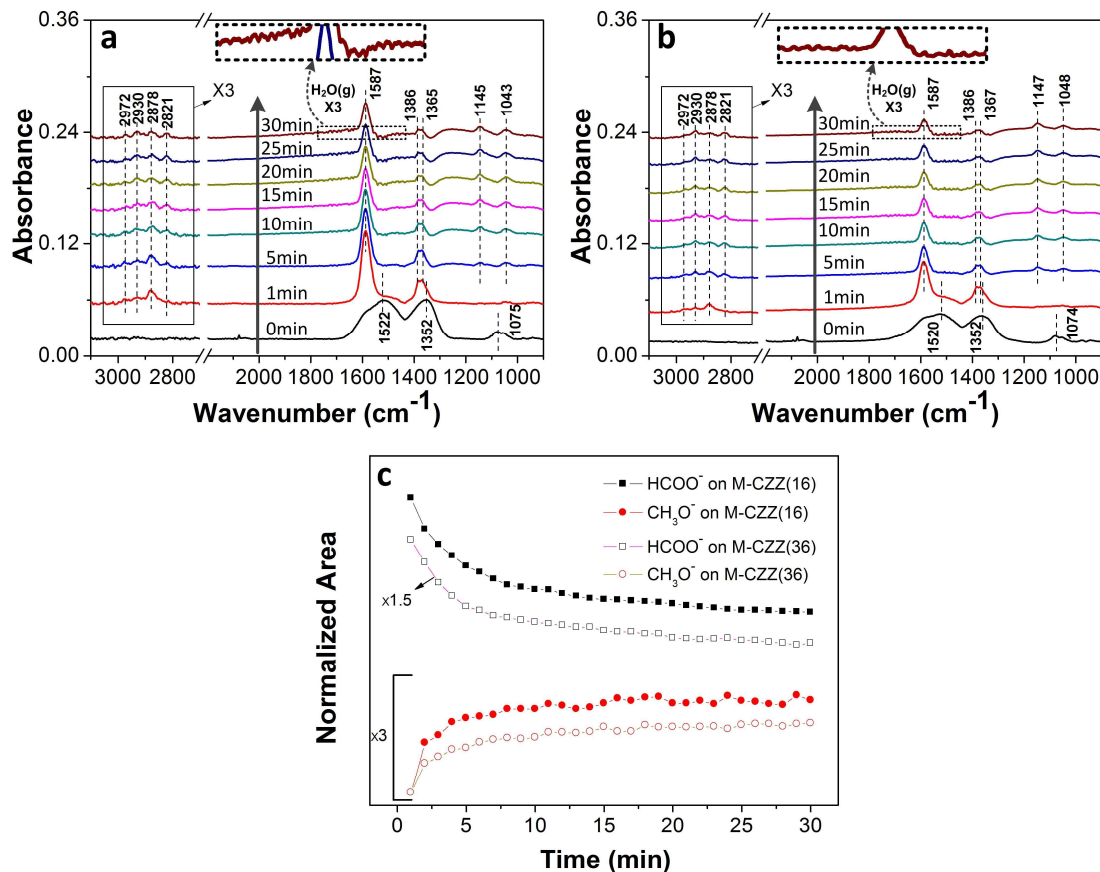 a
0.36
0.24
0.12
0.00
Absorbance
2972
2930
2878
2821
X3
H₂O(g)
X3
1587
1386
1365
1145
1043
30min
25min
20min
15min
10min
5min
1min
0min
1522
1352
1075
3000 2800 2000 1600 1400 1200 1000
Wavenumber (cm⁻¹)
b
0.36
0.24
0.12
0.00
Absorbance
2972
2930
2878
2821
X3
H₂O(g)
X3
1587
1386
1367
1147
1048
30min
25min
20min
15min
10min
5min
1min
0min
1520
1352
1074
3000 2800 2000 1600 1400 1200 1000
Wavenumber (cm⁻¹)
c
HCOO⁻ on M-CZZ(16)
CH₃O⁻ on M-CZZ(16)
HCOO⁻ on M-CZZ(36)
CH₃O⁻ on M-CZZ(36)
x1.5
x3
Normalized Area
0 5 10 15 20 25 30
Time (min)